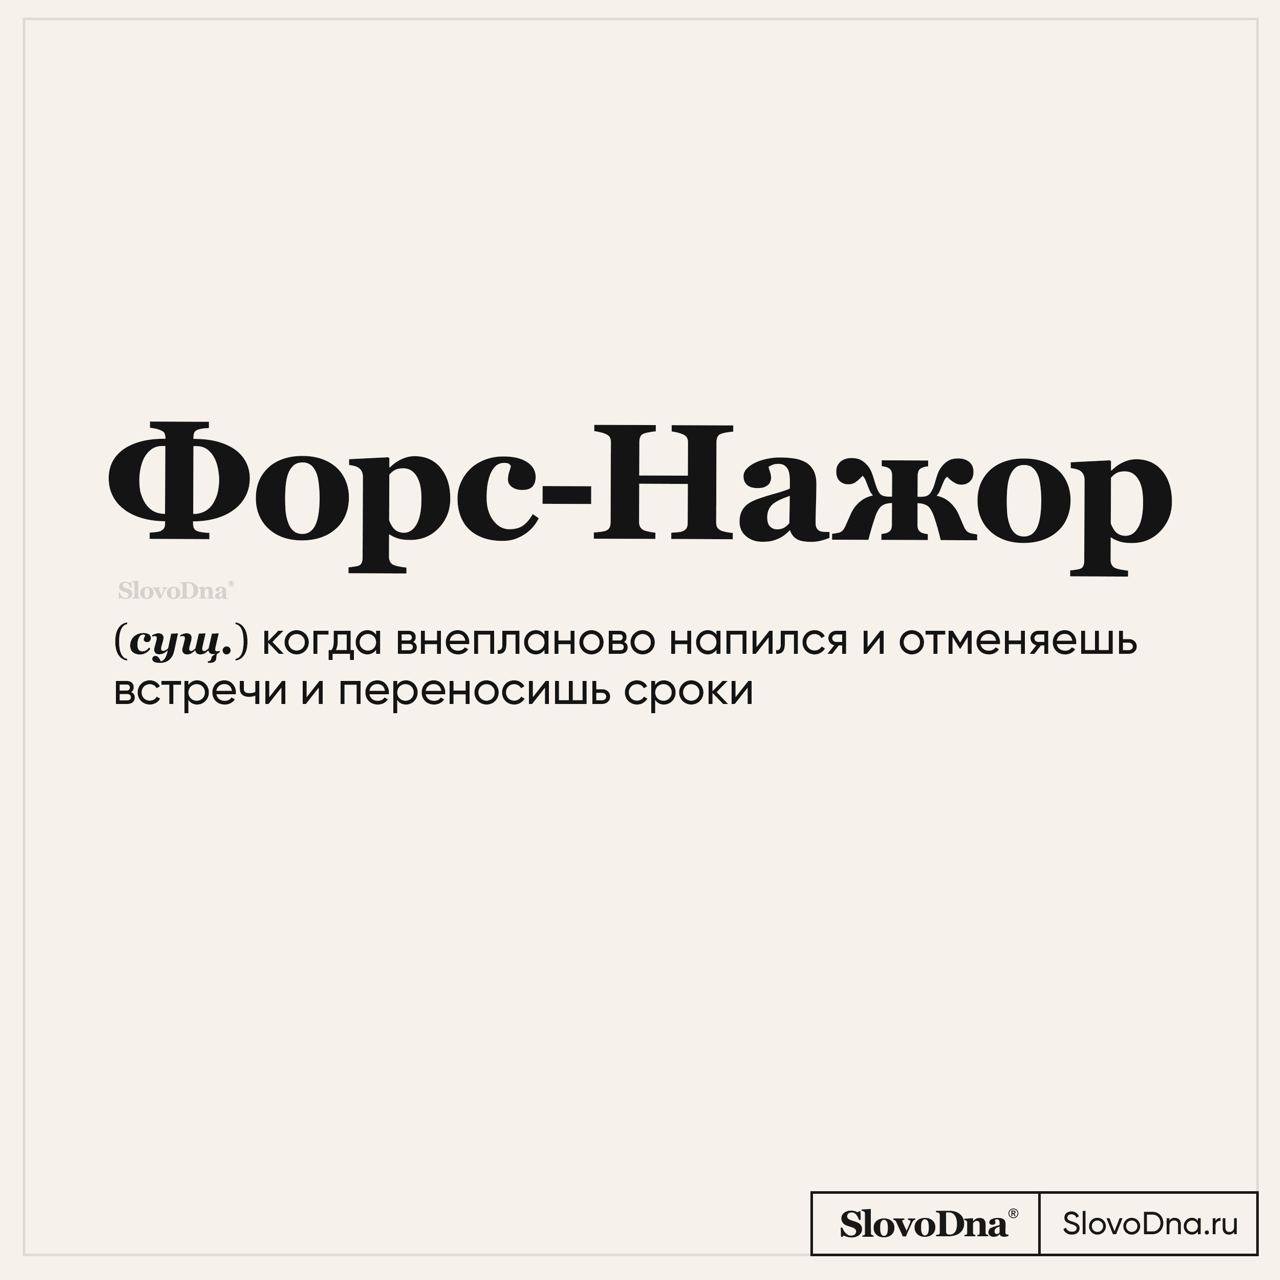 Форс-Нажор
SlovoDna®
(сущ.) когда внепланово напился и отменяешь
встречи и переносишь сроки
SlovoDna® SlovoDna.ru